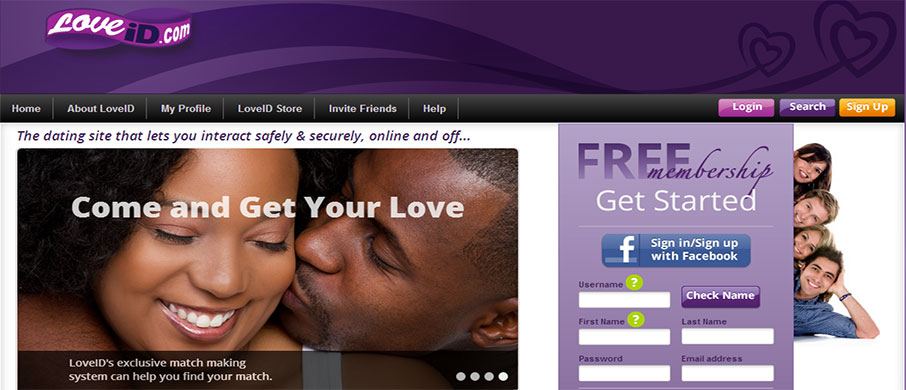 LOVE iD.com
Home About LoveID My Profile LoveID Store Invite Friends Help Login Search Sign Up
The dating site that lets you interact safely & securely, online and off...
Come and Get Your Love
LoveID's exclusive match making
system can help you find your match.
FREE membership
Get Started
f Sign in/Sign up
with Facebook
Username ?
Check Name
First Name ? Last Name
Password Email address